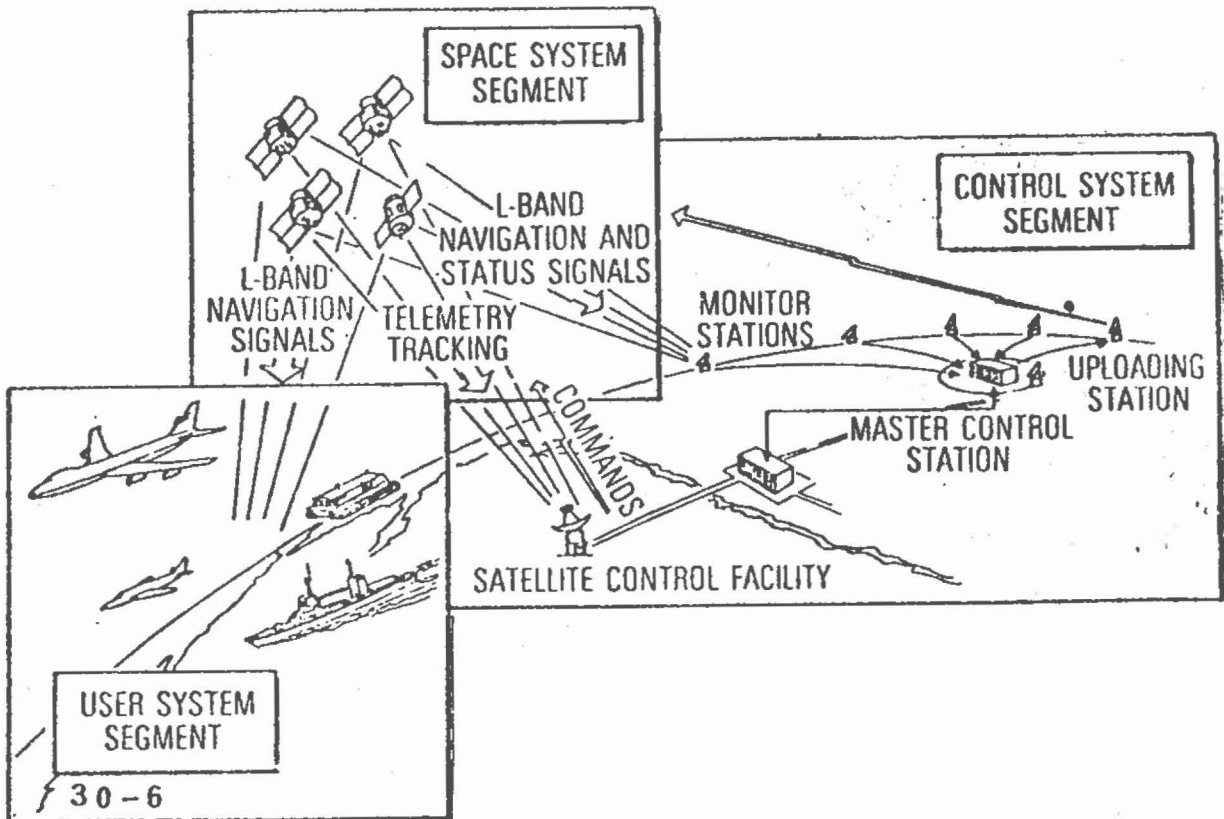 SPACE SYSTEM
SEGMENT
CONTROL SYSTEM
SEGMENT
L-BAND
NAVIGATION AND
STATUS SIGNALS
L-BAND
NAVIGATION
SIGNALS
TELEMETRY
TRACKING
MONITOR
STATIONS
UPLOADING
STATION
COMMANDS
MASTER CONTROL
STATION
SATELLITE CONTROL FACILITY
USER SYSTEM
SEGMENT
30-6